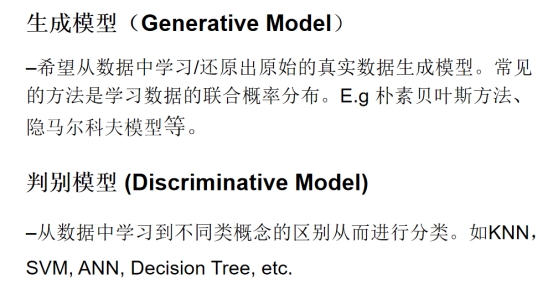 生成模型（Generative Model）
–希望从数据中学习/还原出原始的真实数据生成模型。常见
的方法是学习数据的联合概率分布。E.g 朴素贝叶斯方法、
隐马尔科夫模型等。
判别模型 (Discriminative Model)
–从数据中学习到不同类概念的区别从而进行分类。如KNN，
SVM, ANN, Decision Tree, etc.